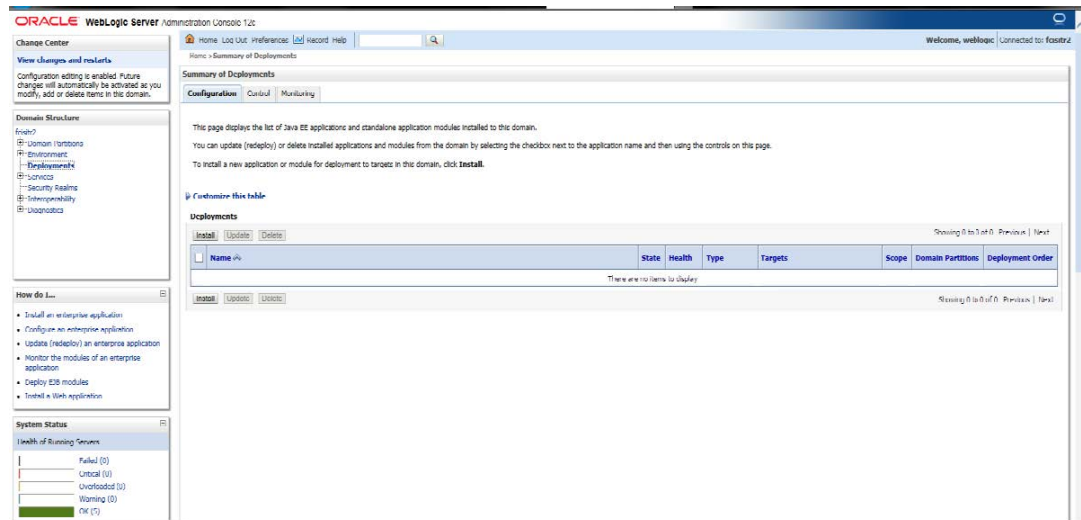 ORACLE WebLogic Server Administration Console 12c
Home Log Out Preferences Record Help
Welcome, weblogic Connected to:
Home > Summary of Deployments
Change Center
View changes and restarts
Configuration editing is enabled. Future
changes will automatically be activated as you
modify, add or delete items in this domain.
Domain Structure
Domain Partitions
Environment
Deployments
Services
Security Realms
Interoperability
Diagnostics
How do I...
Install an enterprise application
Configure an enterprise application
Update (redeploy) an enterprise application
Monitor the modules of an enterprise
application
Deploy EJB modules
Install a Web application
System Status
Health of Running Servers
Failed (0)
Critical (0)
Overloaded (0)
Warning (0)
OK (5)
Summary of Deployments
Configuration Control Monitoring
This page displays the list of Java EE applications and standalone application modules installed to this domain.
You can update (redeploy) or delete installed applications and modules from the domain by selecting the checkbox next to the application name and then using the controls on this page.
To install a new application or module for deployment to targets in this domain, click Install.
Customize this table
Deployments
Install Update Delete Showing 0 to 0 of 0 Previous | Next
Name State Health Type Targets Scope Domain Partitions Deployment Order
There are no items to display
Install Update Delete Showing 0 to 0 of 0 Previous | Next